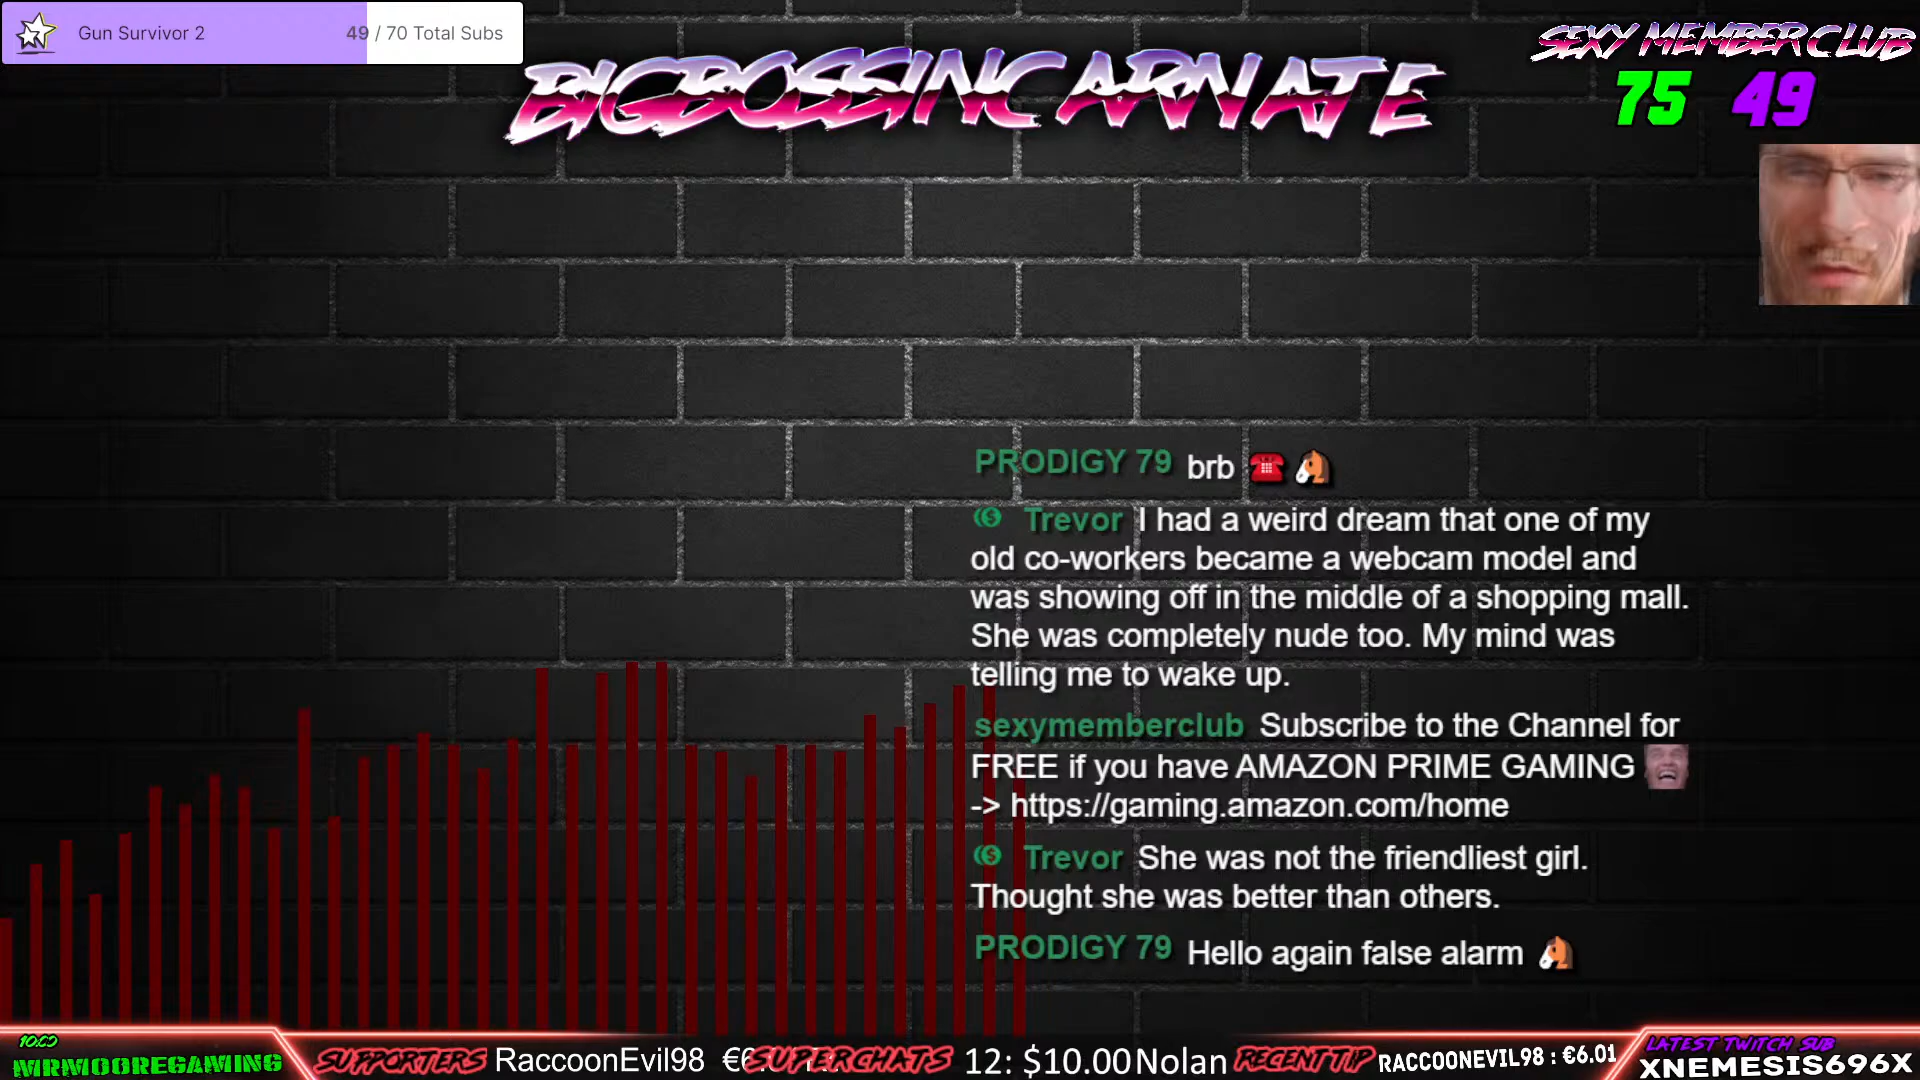 Gun Survivor 2
49 / 70 Total Subs
BIGBOSSINCARNATE
SEXY MEMBER CLUB
75 49
PRODIGY 79 brb
Trevor I had a weird dream that one of my
old co-workers became a webcam model and
was showing off in the middle of a shopping mall.
She was completely nude too. My mind was
telling me to wake up.
sexymemberclub Subscribe to the Channel for
FREE if you have AMAZON PRIME GAMING
-> https://gaming.amazon.com/home
Trevor She was not the friendliest girl.
Thought she was better than others.
PRODIGY 79 Hello again false alarm
MRMOOREGAMING
SUPPORTERS RaccoonEvil98
SUPERCHATS 12: $10.00 Nolan
RECENT TIP RACCOONEVIL98 : €6.01
LATEST TWITCH SUB
XNEMESIS696X